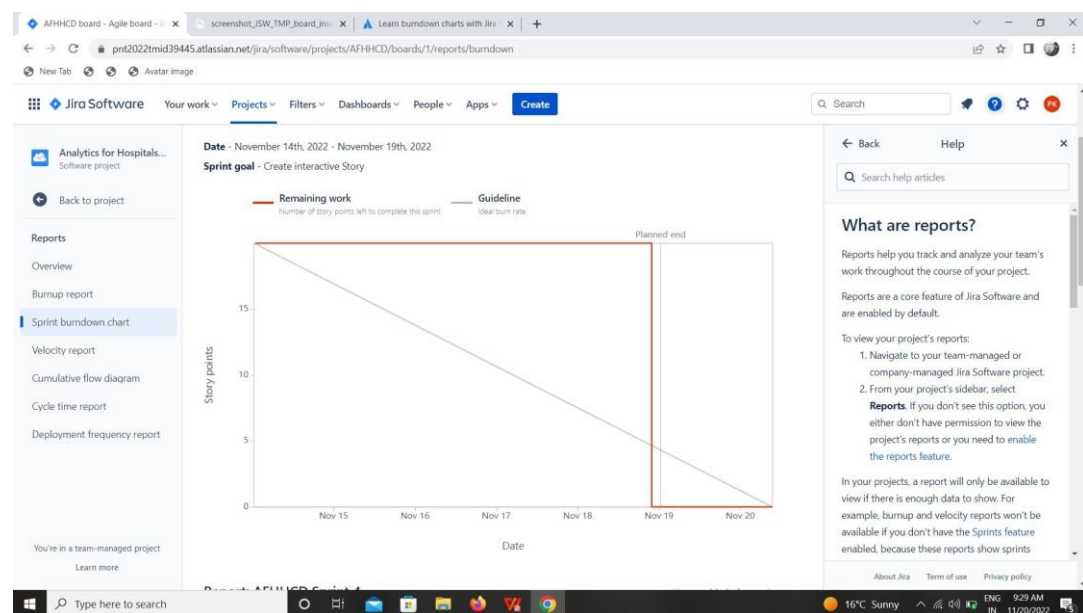 AFHHCD board - Agile board - Ji
screenshot_JSW_TMP_board_ins
Learn burndown charts with Jira
pnt2022tmid39445.atlassian.net/jira/software/projects/AFHHCD/boards/1/reports/burndown
New Tab
Avatar image
Jira Software
Your work
Projects
Filters
Dashboards
People
Apps
Create
Search
PK
Analytics for Hospitals...
Software project
Back to project
Reports
Overview
Burnup report
Sprint burndown chart
Velocity report
Cumulative flow diagram
Cycle time report
Deployment frequency report
You're in a team-managed project
Learn more
Date - November 14th, 2022 - November 19th, 2022
Sprint goal - Create interactive Story
Remaining work
Number of story points left to complete this sprint
Guideline
Ideal burn rate
Planned end
15
10
5
0
Story points
Nov 15
Nov 16
Nov 17
Nov 18
Nov 19
Nov 20
Date
Back
Help
Search help articles
What are reports?
Reports help you track and analyze your team's
work throughout the course of your project.
Reports are a core feature of Jira Software and
are enabled by default.
To view your project's reports:
1. Navigate to your team-managed or
company-managed Jira Software project.
2. From your project's sidebar, select
Reports. If you don't see this option, you
either don't have permission to view the
project's reports or you need to enable
the reports feature.
In your projects, a report will only be available to
view if there is enough data to show. For
example, burnup and velocity reports won't be
available if you don't have the Sprints feature
enabled, because these reports show sprints
About Jira
Term of use
Privacy policy
Type here to search
16°C Sunny
ENG
IN
9:29 AM
11/20/2022